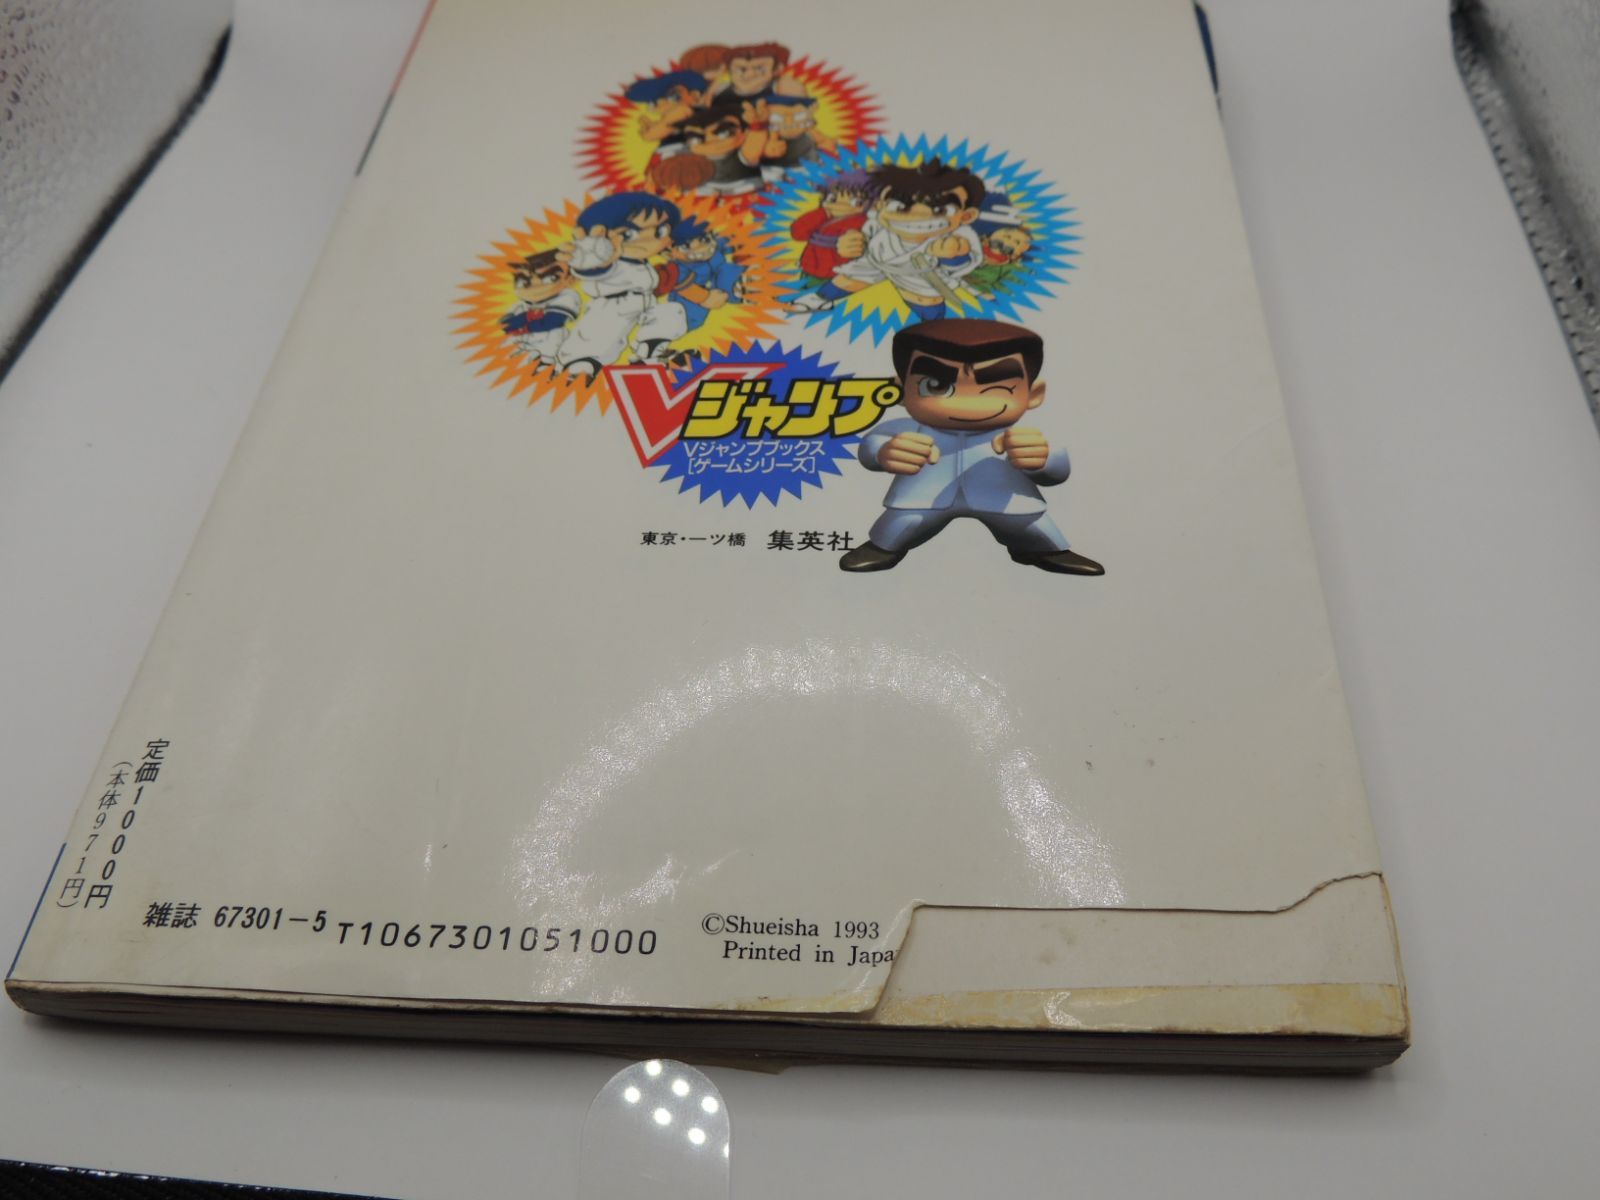 Vジャンプ
Vジャンプブックス
[ゲームシリーズ]
東京・一ツ橋 集英社
定価1000円
（本体971円）
雑誌 67301-5
T1067301051000
©Shueisha 1993
Printed in Japa